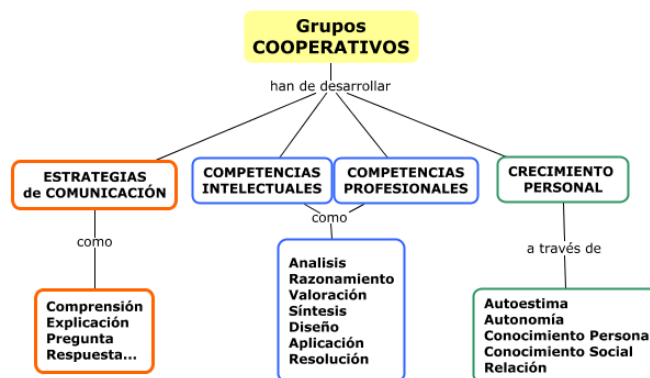 Grupos
COOPERATIVOS
han de desarrollar
ESTRATEGIAS
de COMUNICACIÓN
COMPETENCIAS
INTELECTUALES
COMPETENCIAS
PROFESIONALES
CRECIMIENTO
PERSONAL
como
como
a través de
Comprensión
Explicación
Pregunta
Respuesta...
Analisis
Razonamiento
Valoración
Síntesis
Diseño
Aplicación
Resolución
Autoestima
Autonomía
Conocimiento Persona
Conocimiento Social
Relación